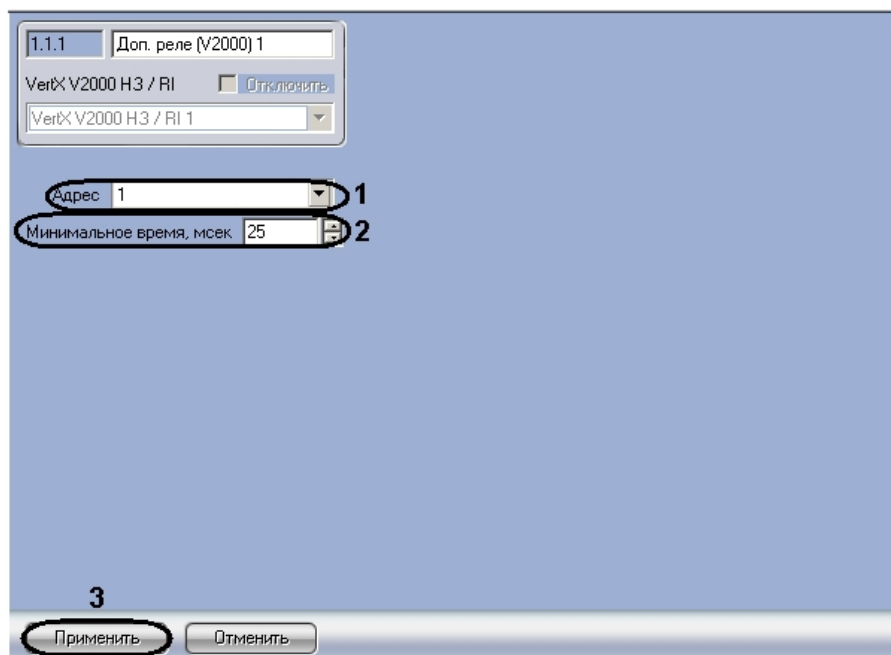 1.1.1 Доп. реле (V2000) 1
VertX V2000 H3 / RI Отключить
VertX V2000 H3 / RI 1
Адрес 1 1
Минимальное время, мсек 25 2
3
Применить Отменить